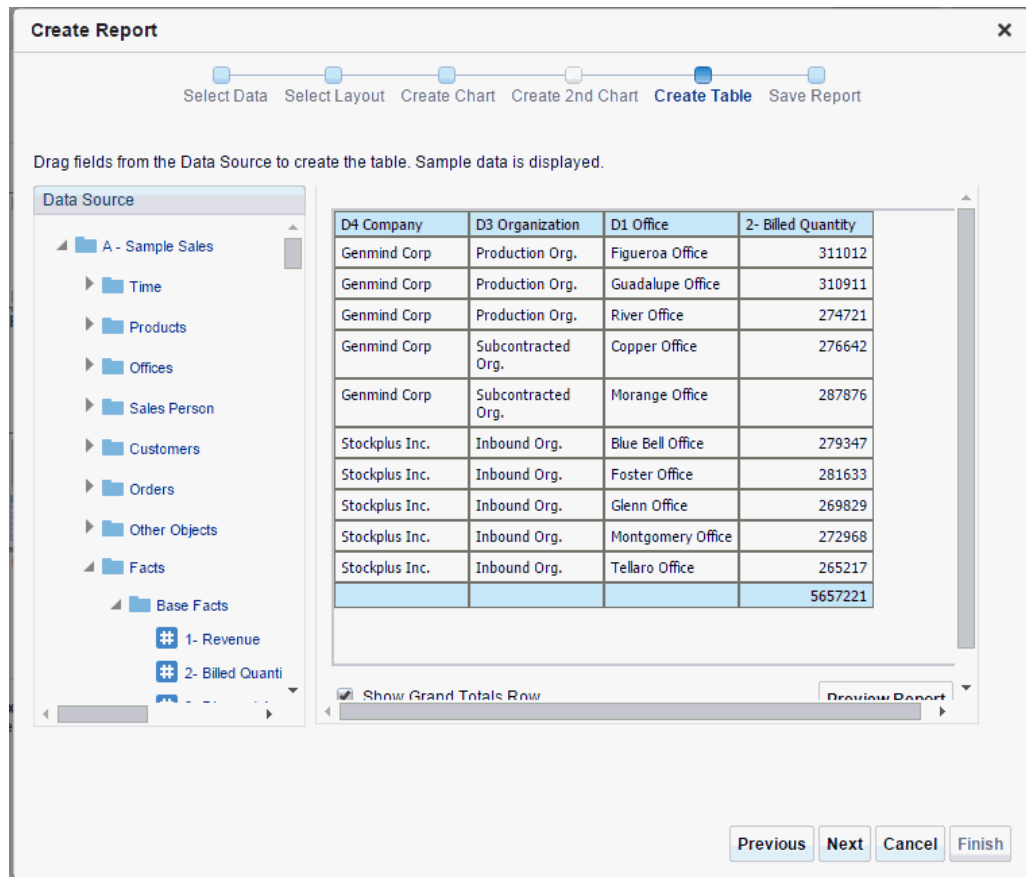 Create Report
Select Data Select Layout Create Chart Create 2nd Chart Create Table Save Report
Drag fields from the Data Source to create the table. Sample data is displayed.
Data Source
A - Sample Sales
Time
Products
Offices
Sales Person
Customers
Orders
Other Objects
Facts
Base Facts
1- Revenue
2- Billed Quanti
D4 Company D3 Organization D1 Office 2- Billed Quantity
Genmind Corp Production Org. Figueroa Office 311012
Genmind Corp Production Org. Guadalupe Office 310911
Genmind Corp Production Org. River Office 274721
Genmind Corp Subcontracted Org. Copper Office 276642
Genmind Corp Subcontracted Org. Morange Office 287876
Stockplus Inc. Inbound Org. Blue Bell Office 279347
Stockplus Inc. Inbound Org. Foster Office 281633
Stockplus Inc. Inbound Org. Glenn Office 269829
Stockplus Inc. Inbound Org. Montgomery Office 272968
Stockplus Inc. Inbound Org. Tellaro Office 265217
5657221
Show Grand Totals Row
Preview Report
Previous Next Cancel Finish